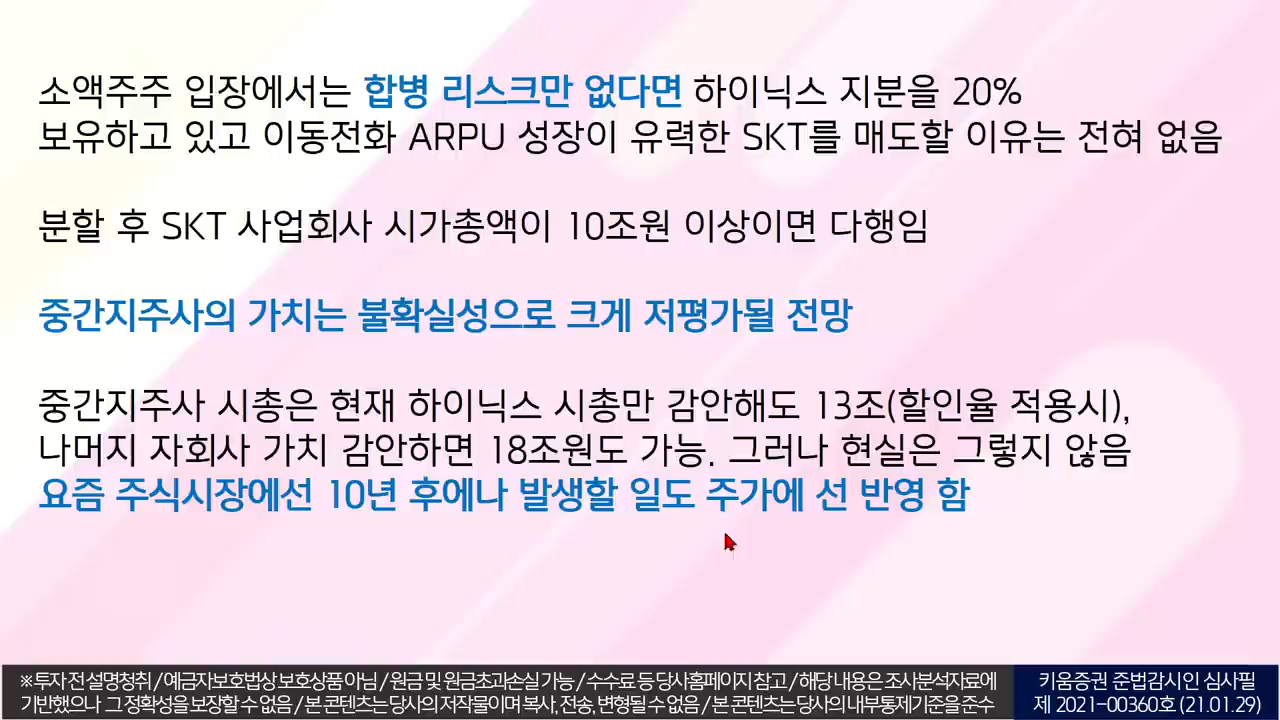 소액주주 입장에서는 합병 리스크만 없다면 하이닉스 지분을 20%
보유하고 있고 이동전화 ARPU 성장이 유력한 SKT를 매도할 이유는 전혀 없음
분할 후 SKT 사업회사 시가총액이 10조원 이상이면 다행임
중간지주사의 가치는 불확실성으로 크게 저평가될 전망
중간지주사 시총은 현재 하이닉스 시총만 감안해도 13조(할인율 적용시),
나머지 자회사 가치 감안하면 18조원도 가능. 그러나 현실은 그렇지 않음
요즘 주식시장에선 10년 후에나 발생할 일도 주가에 선 반영 함
※ 투자 전 설명청취 / 예금자보호법상 보호상품 아님 / 원금 및 원금초과손실 가능 / 수수료 등 당사홈페이지 참고 / 해당 내용은 조사분석자료에
기반했으나 그 정확성을 보장할 수 없음 / 본 콘텐츠는 당사의 저작물이며 복사, 전송, 변형될 수 없음 / 본 콘텐츠는 당사의 내부통제기준을 준수
키움증권 준법감시인 심사필
제 2021-00360호 (21.01.29)